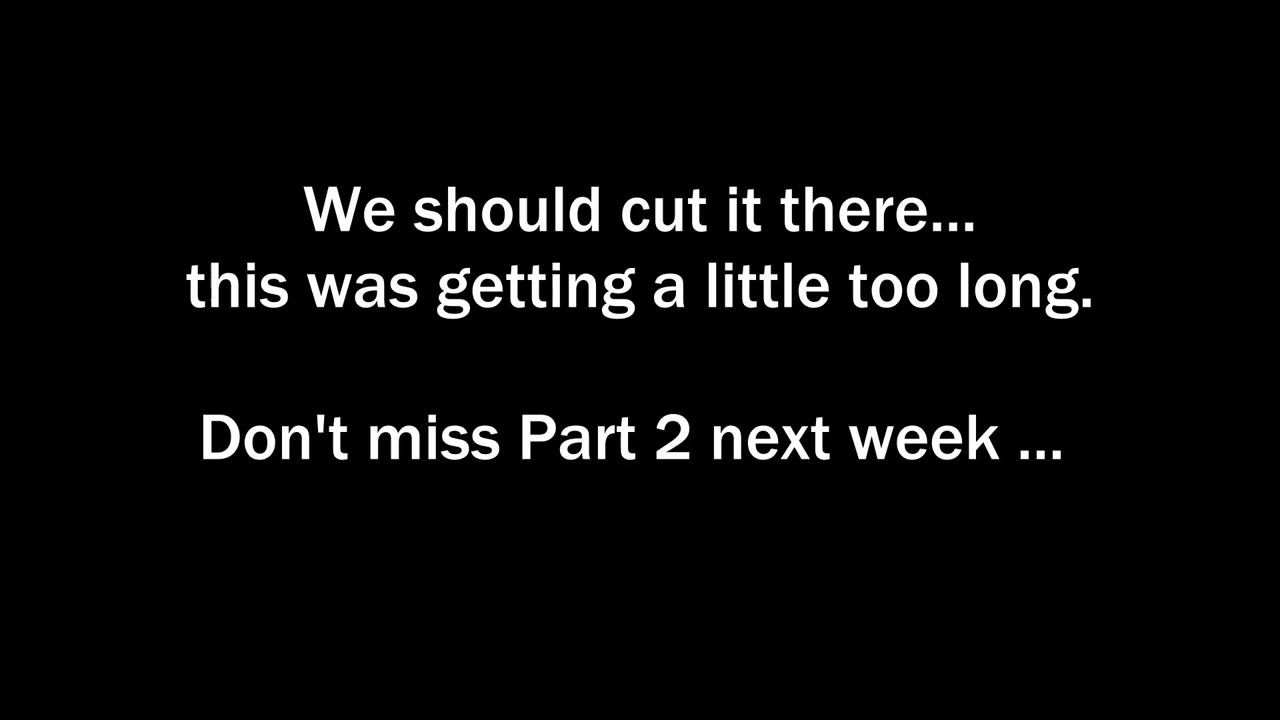 We should cut it there...
this was getting a little too long.
Don't miss Part 2 next week ...